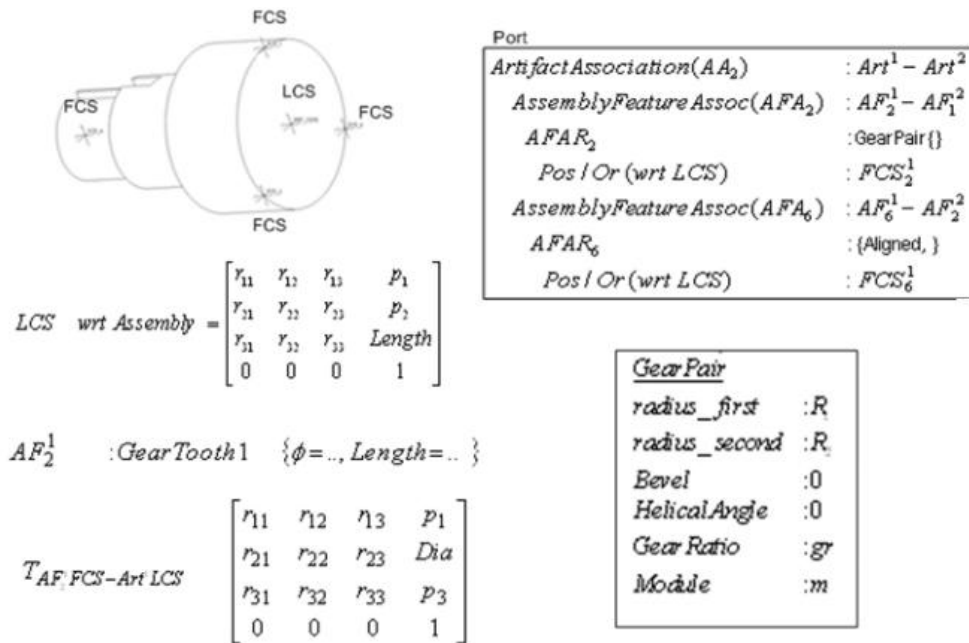 FCS
LCS
FCS
FCS
FCS
Port
ArtifactAssociation(AA₂) : Art¹ − Art²
AssemblyFeatureAssoc(AFA₂) : AF₂¹ − AF₁²
AFAR₂ : GearPair{}
Pos / Or (wrt LCS) : FCS₂¹
AssemblyFeatureAssoc(AFA₆) : AF₆¹ − AF₂²
AFAR₆ : {Aligned, }
Pos / Or (wrt LCS) : FCS₆¹
LCS wrt Assembly =
r₁₁ r₁₂ r₁₃ p₁
r₂₁ r₂₂ r₂₃ p₂
r₃₁ r₃₂ r₃₃ Length
0 0 0 1
AF₂¹ : GearTooth1 {ϕ = .., Length = .. }
T AF FCS−Art LCS
r₁₁ r₁₂ r₁₃ p₁
r₂₁ r₂₂ r₂₃ Dia
r₃₁ r₃₂ r₃₃ p₃
0 0 0 1
GearPair
radius_first :R
radius_second :R
Bevel :0
HelicalAngle :0
GearRatio :gr
Module :m